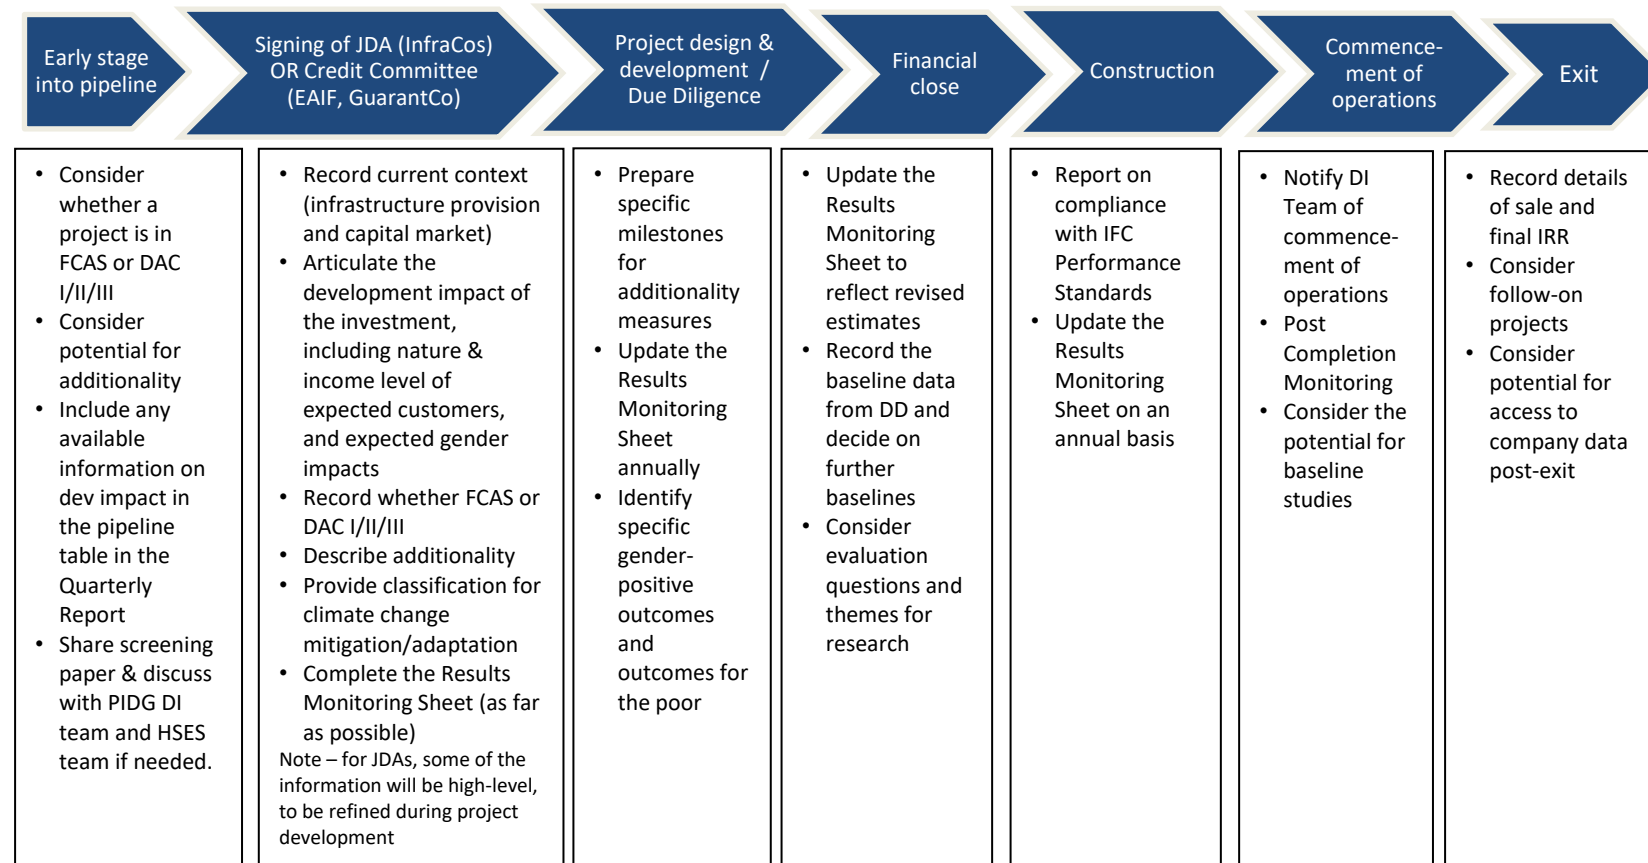 Early stage
into pipeline
Signing of JDA (InfraCos)
OR Credit Committee
(EAIF, GuarantCo)
Project design &
development /
Due Diligence
Financial
close
Construction
Commence-
ment of
operations
Exit
• Consider
whether a
project is in
FCAS or DAC
I/II/III
• Consider
potential for
additionality
• Include any
available
information on
dev impact in
the pipeline
table in the
Quarterly
Report
• Share screening
paper & discuss
with PIDG DI
team and HSES
team if needed.
• Record current context
(infrastructure provision
and capital market)
• Articulate the
development impact of
the investment,
including nature &
income level of
expected customers,
and expected gender
impacts
• Record whether FCAS or
DAC I/II/III
• Describe additionality
• Provide classification for
climate change
mitigation/adaptation
• Complete the Results
Monitoring Sheet (as far
as possible)
Note – for JDAs, some of the
information will be high-level,
to be refined during project
development
• Prepare
specific
milestones
for
additionality
measures
• Update the
Results
Monitoring
Sheet
annually
• Identify
specific
gender-
positive
outcomes
and
outcomes for
the poor
• Update the
Results
Monitoring
Sheet to
reflect revised
estimates
• Record the
baseline data
from DD and
decide on
further
baselines
• Consider
evaluation
questions and
themes for
research
• Report on
compliance
with IFC
Performance
Standards
• Update the
Results
Monitoring
Sheet on an
annual basis
• Notify DI
Team of
commence-
ment of
operations
• Post
Completion
Monitoring
• Consider the
potential for
baseline
studies
• Record details
of sale and
final IRR
• Consider
follow-on
projects
• Consider
potential for
access to
company data
post-exit